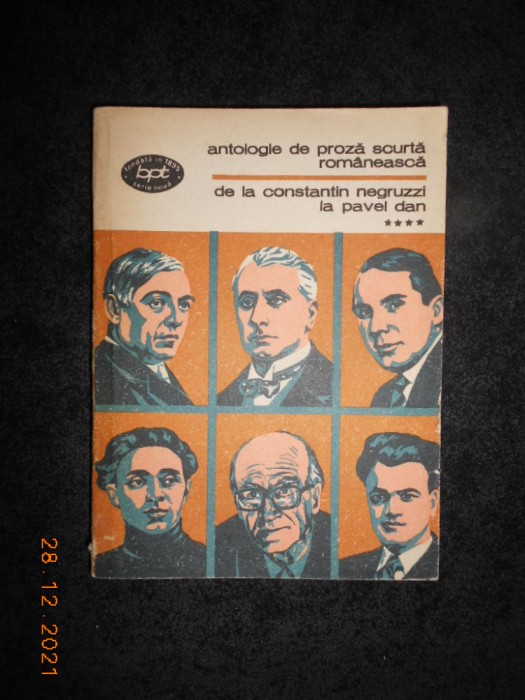 antologie de proză scurtă
românească
fondată în 1895
bpt
serie nouă
de la constantin negruzzi
la pavel dan
****
28.12.2021